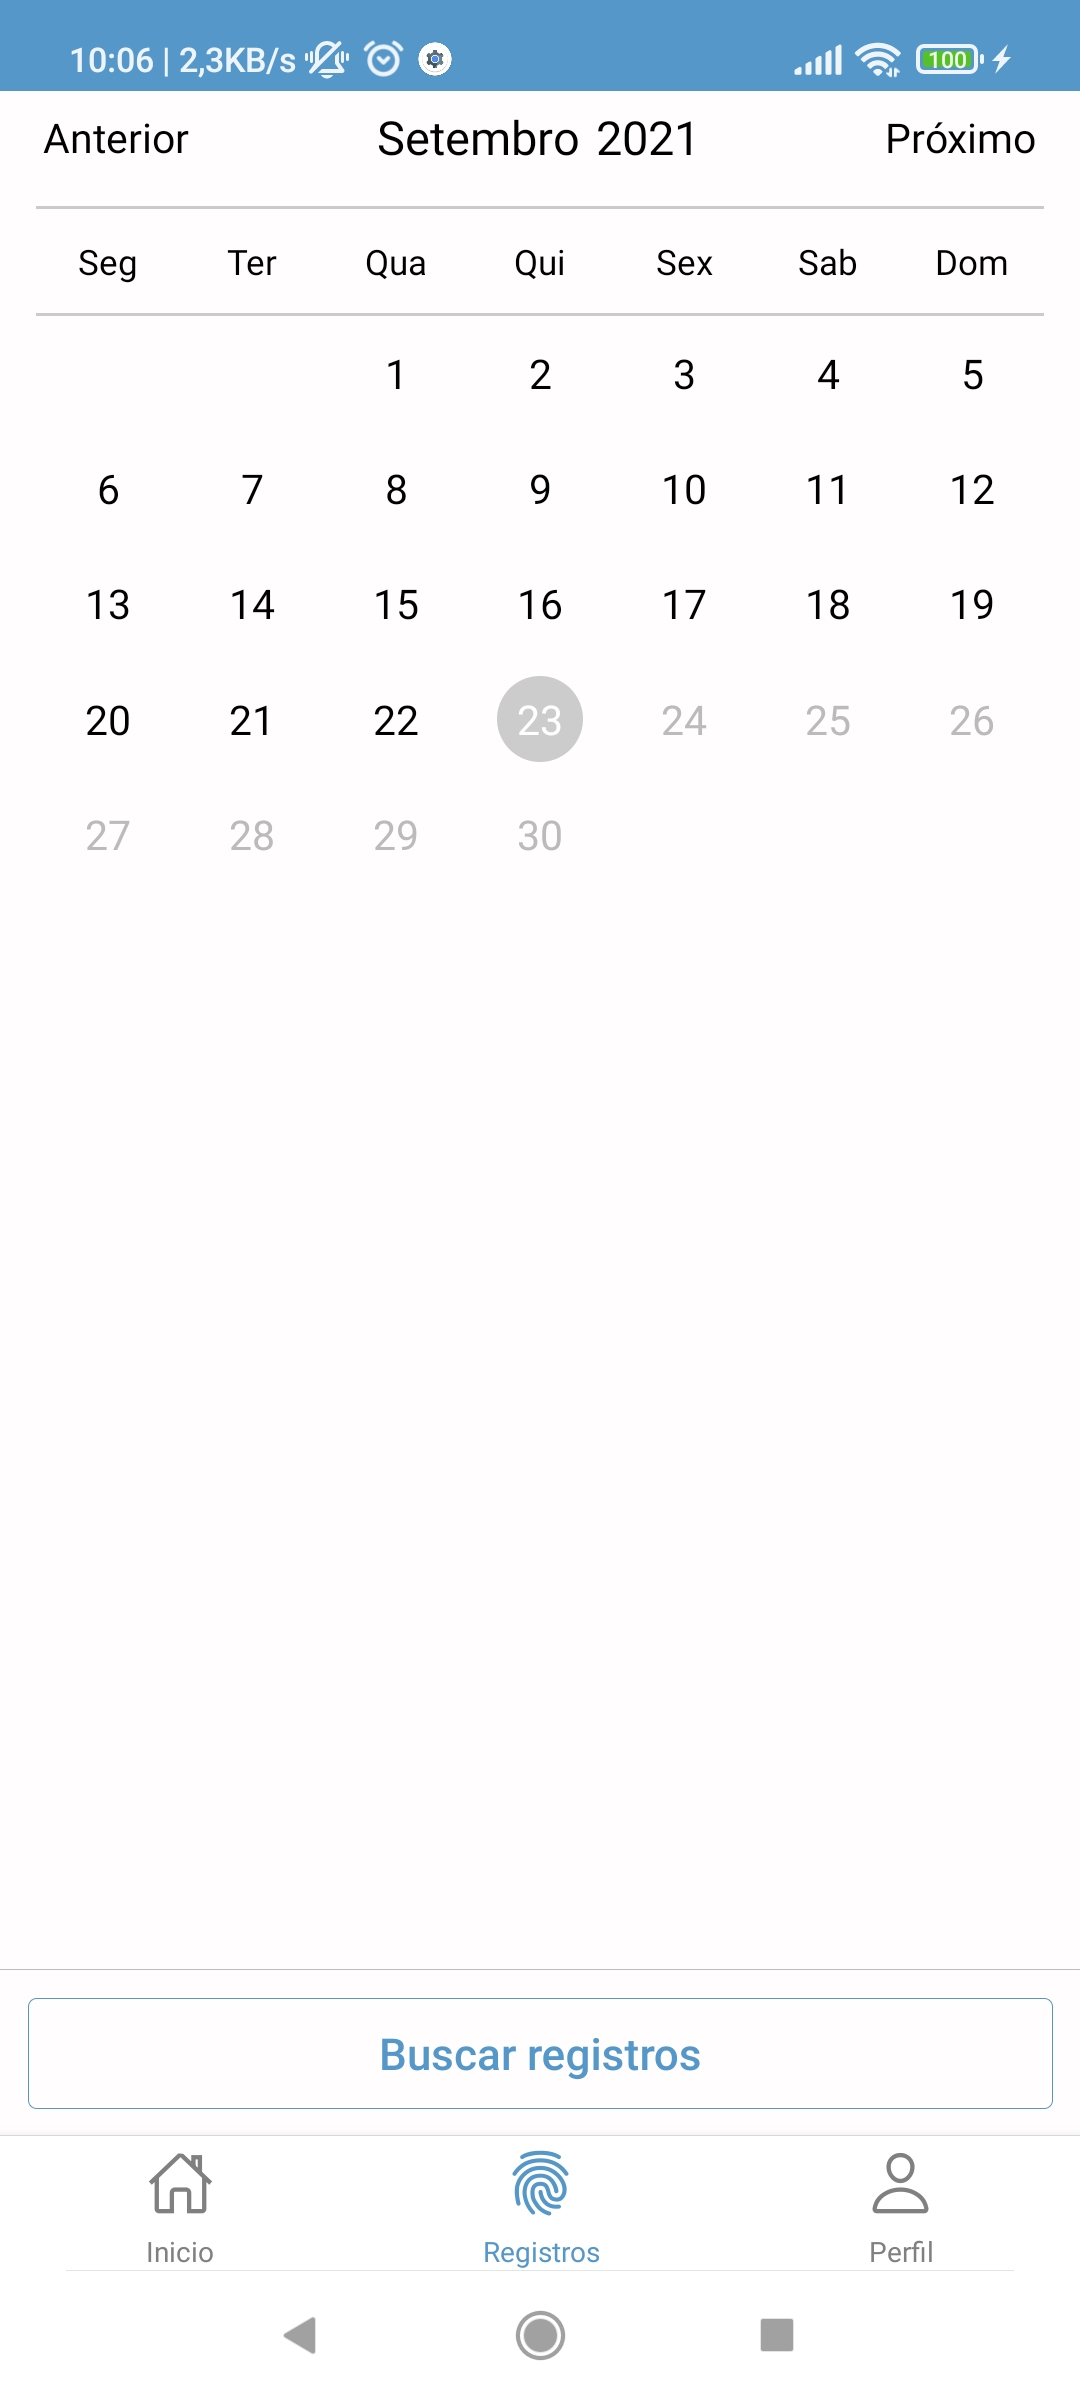 10:06 | 2,3KB/s 100
Anterior Setembro 2021 Próximo
Seg Ter Qua Qui Sex Sab Dom
1 2 3 4 5
6 7 8 9 10 11 12
13 14 15 16 17 18 19
20 21 22 23 24 25 26
27 28 29 30
Buscar registros
Inicio Registros Perfil